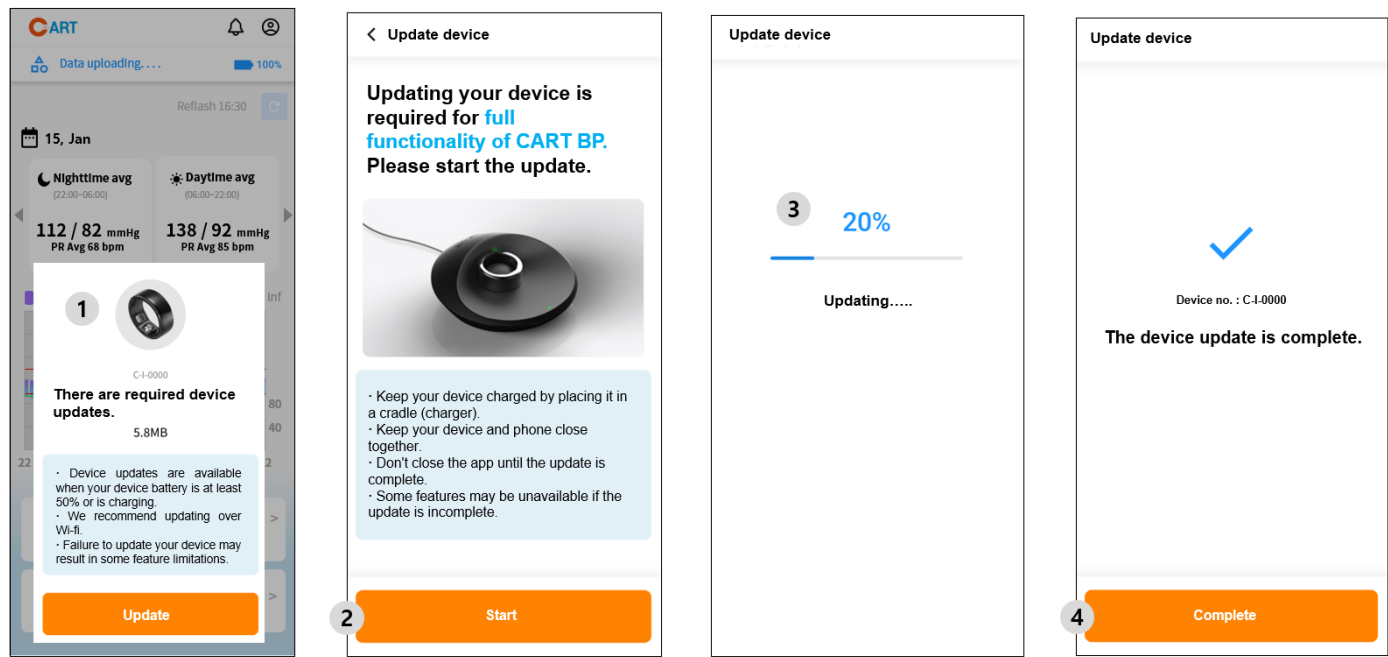 CART
Data uploading. . . .
100%
Reflash 16:30
15, Jan
Nighttime avg
(22:00~06:00)
112 / 82 mmHg
PR Avg 68 bpm
Daytime avg
(06:00~22:00)
138 / 92 mmHg
PR Avg 85 bpm
Inf
80
40
22
2
>
>
1
C-I-0000
There are required device
updates.
5.8MB
· Device updates are available
when your device battery is at least
50% or is charging.
· We recommend updating over
Wi-fi.
· Failure to update your device may
result in some feature limitations.
Update
Update device
Updating your device is
required for full
functionality of CART BP.
Please start the update.
· Keep your device charged by placing it in
a cradle (charger).
· Keep your device and phone close
together.
· Don't close the app until the update is
complete.
· Some features may be unavailable if the
update is incomplete.
2
Start
Update device
3
20%
Updating.....
Update device
Device no. : C-I-0000
The device update is complete.
4
Complete